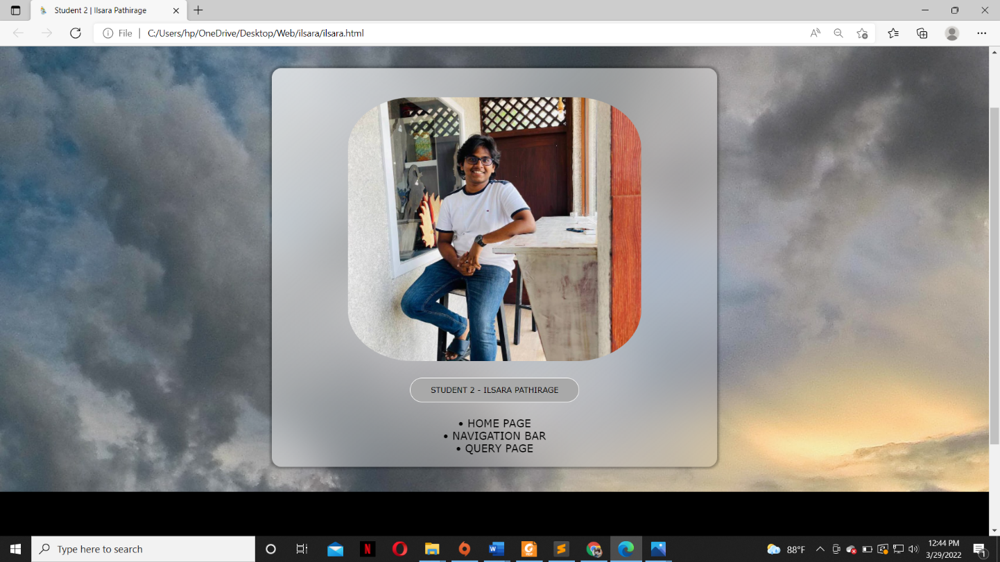 Student 2 | Ilsara Pathirage
File
C:/Users/hp/OneDrive/Desktop/Web/ilsara/ilsara.html
STUDENT 2 - ILSARA PATHIRAGE
• HOME PAGE
• NAVIGATION BAR
• QUERY PAGE
Type here to search
88°F
12:44 PM
3/29/2022
1